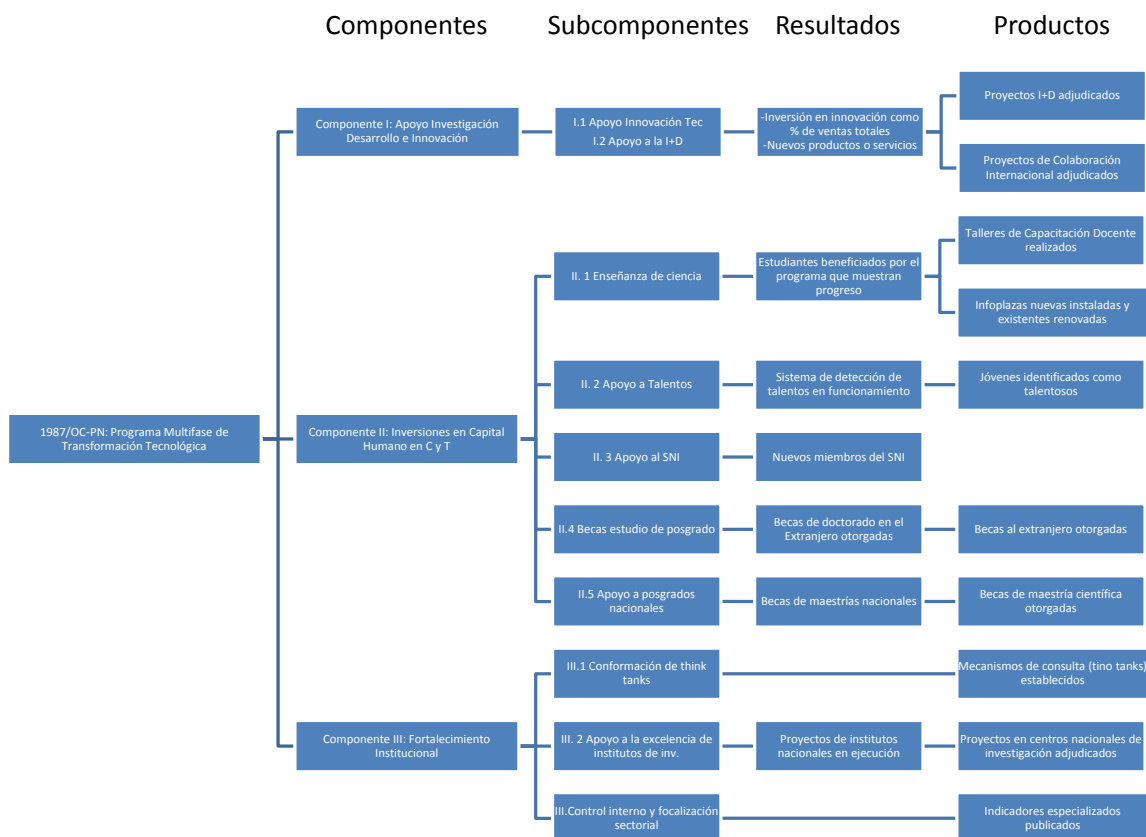 Componentes Subcomponentes Resultados Productos
Proyectos I+D adjudicados
Componente I: Apoyo Investigación
Desarrollo e Innovación
I.1 Apoyo Innovación Tec
I.2 Apoyo a la I+D
-Inversión en innovación como
% de ventas totales
-Nuevos productos o servicios
Proyectos de Colaboración
Internacional adjudicados
Talleres de Capacitación Docente
realizados
II. 1 Enseñanza de ciencia
Estudiantes beneficiados por el
programa que muestran
progreso
Infoplazas nuevas instaladas y
existentes renovadas
II. 2 Apoyo a Talentos
Sistema de detección de
talentos en funcionamiento
Jóvenes identificados como
talentosos
1987/OC-PN: Programa Multifase de
Transformación Tecnológica
Componente II: Inversiones en Capital
Humano en C y T
II. 3 Apoyo al SNI
Nuevos miembros del SNI
II.4 Becas estudio de posgrado
Becas de doctorado en el
Extranjero otorgadas
Becas al extranjero otorgadas
II.5 Apoyo a posgrados
nacionales
Becas de maestrías nacionales
Becas de maestría científica
otorgadas
III.1 Conformación de think
tanks
Mecanismos de consulta (tino tanks)
establecidos
Componente III: Fortalecimiento
Institucional
III. 2 Apoyo a la excelencia de
institutos de inv.
Proyectos de institutos
nacionales en ejecución
Proyectos en centros nacionales de
investigación adjudicados
III.Control interno y focalización
sectorial
Indicadores especializados
publicados